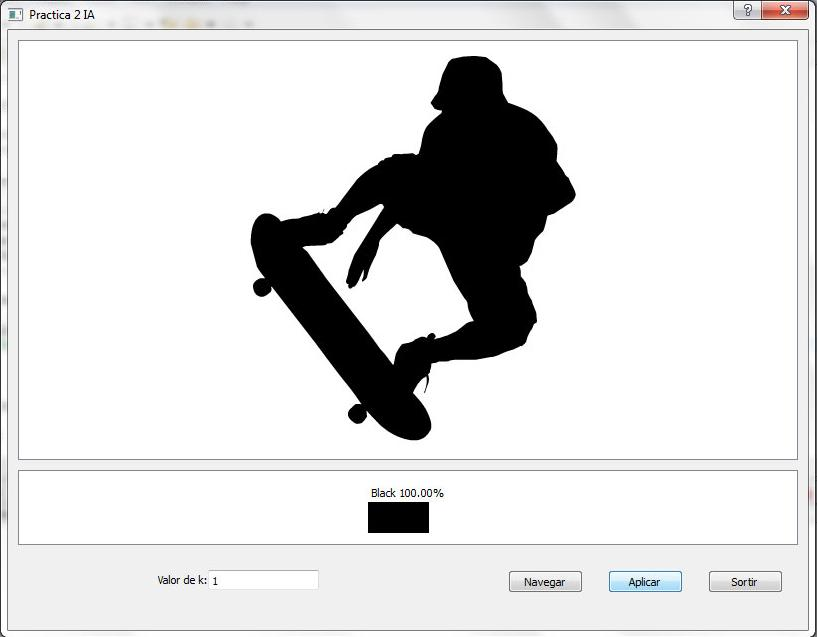 Practica 2 IA
Black 100.00%
Valor de k: 1
Navegar
Aplicar
Sortir